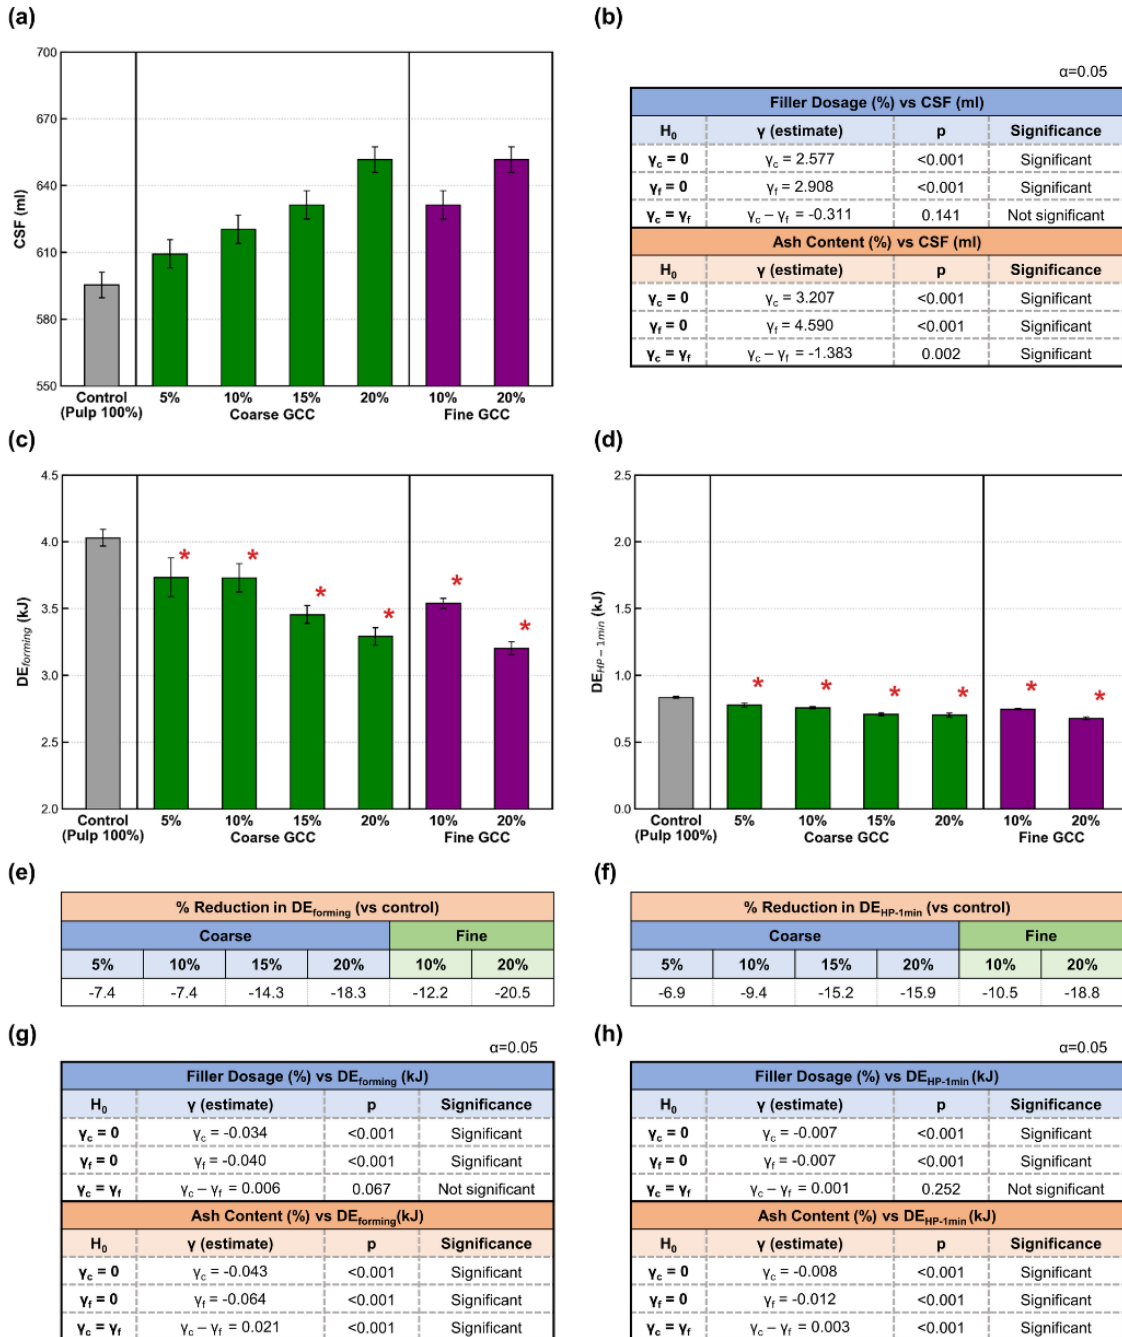 (a)
700
670
640
610
580
550
CSF (ml)
Control
(Pulp 100%)
5% 10% 15% 20%
Coarse GCC
10% 20%
Fine GCC
(b)
α=0.05
Filler Dosage (%) vs CSF (ml)
H₀ γ (estimate) p Significance
γc = 0 γc = 2.577 <0.001 Significant
γf = 0 γf = 2.908 <0.001 Significant
γc = γf γc – γf = -0.311 0.141 Not significant
Ash Content (%) vs CSF (ml)
H₀ γ (estimate) p Significance
γc = 0 γc = 3.207 <0.001 Significant
γf = 0 γf = 4.590 <0.001 Significant
γc = γf γc – γf = -1.383 0.002 Significant
(c)
4.5
4.0
3.5
3.0
2.5
2.0
DEforming (kJ)
* * * * * *
Control
(Pulp 100%)
5% 10% 15% 20%
Coarse GCC
10% 20%
Fine GCC
(d)
2.5
2.0
1.5
1.0
0.5
0.0
DEHP−1min (kJ)
* * * * * *
Control
(Pulp 100%)
5% 10% 15% 20%
Coarse GCC
10% 20%
Fine GCC
(e)
% Reduction in DEforming (vs control)
Coarse Fine
5% 10% 15% 20% 10% 20%
-7.4 -7.4 -14.3 -18.3 -12.2 -20.5
(f)
% Reduction in DEHP-1min (vs control)
Coarse Fine
5% 10% 15% 20% 10% 20%
-6.9 -9.4 -15.2 -15.9 -10.5 -18.8
(g)
α=0.05
Filler Dosage (%) vs DEforming (kJ)
H₀ γ (estimate) p Significance
γc = 0 γc = -0.034 <0.001 Significant
γf = 0 γf = -0.040 <0.001 Significant
γc = γf γc – γf = 0.006 0.067 Not significant
Ash Content (%) vs DEforming(kJ)
H₀ γ (estimate) p Significance
γc = 0 γc = -0.043 <0.001 Significant
γf = 0 γf = -0.064 <0.001 Significant
γc = γf γc – γf = 0.021 <0.001 Significant
(h)
α=0.05
Filler Dosage (%) vs DEHP-1min (kJ)
H₀ γ (estimate) p Significance
γc = 0 γc = -0.007 <0.001 Significant
γf = 0 γf = -0.007 <0.001 Significant
γc = γf γc – γf = 0.001 0.252 Not significant
Ash Content (%) vs DEHP-1min (kJ)
H₀ γ (estimate) p Significance
γc = 0 γc = -0.008 <0.001 Significant
γf = 0 γf = -0.012 <0.001 Significant
γc = γf γc – γf = 0.003 <0.001 Significant